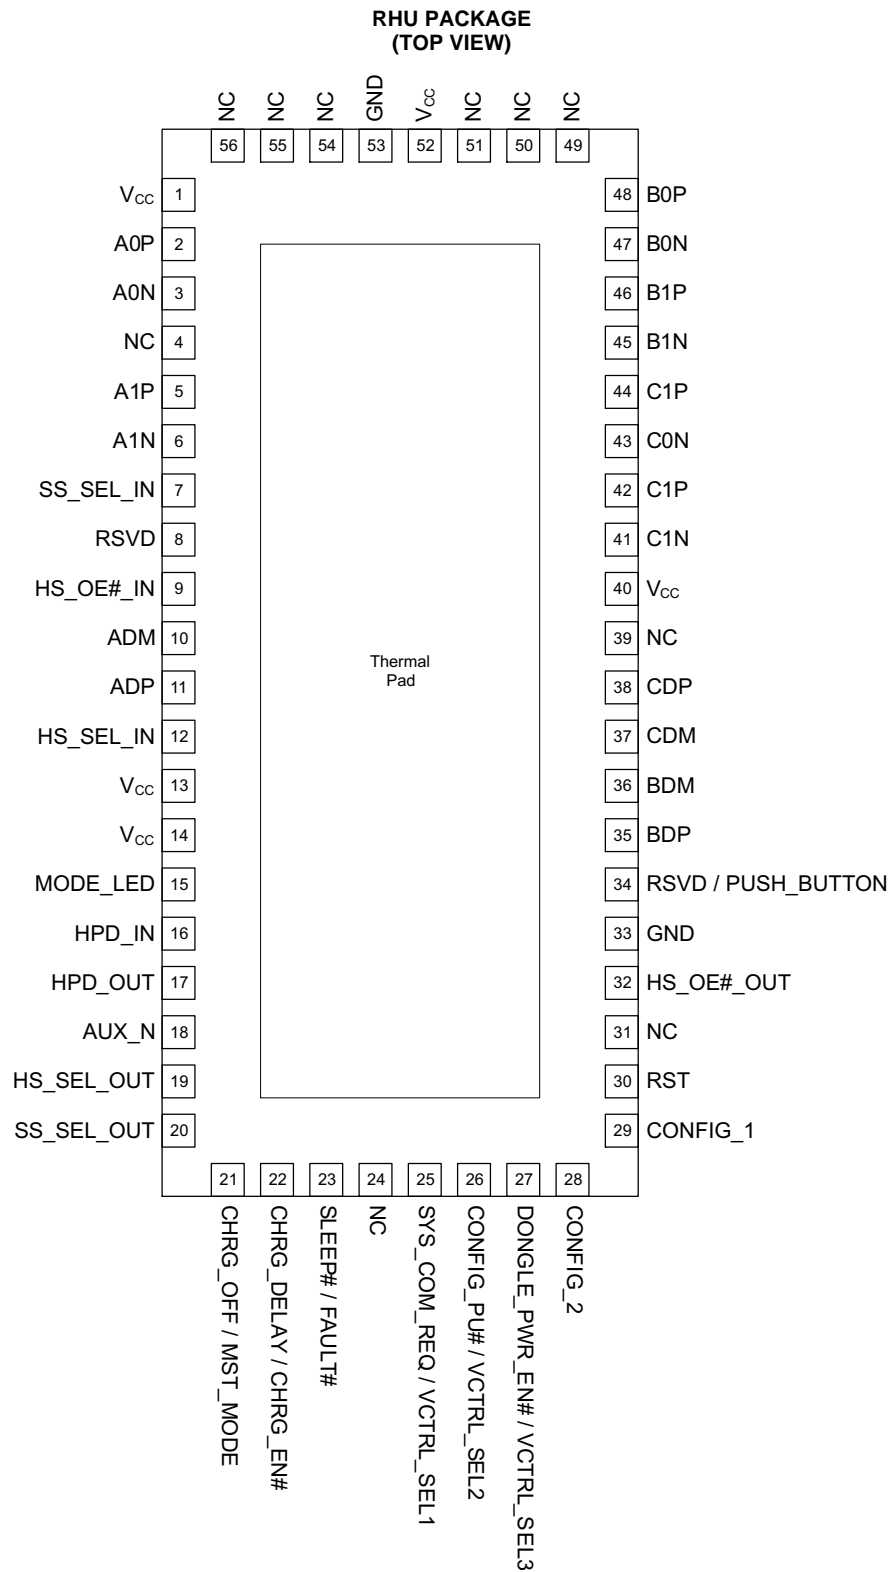 RHU PACKAGE
(TOP VIEW)
NC NC NC GND VCC NC NC NC
56 55 54 53 52 51 50 49
VCC 1 48 B0P
A0P 2 47 B0N
A0N 3 46 B1P
NC 4 45 B1N
A1P 5 44 C1P
A1N 6 43 C0N
SS_SEL_IN 7 42 C1P
RSVD 8 41 C1N
HS_OE#_IN 9 40 VCC
ADM 10 39 NC
Thermal
Pad
ADP 11 38 CDP
HS_SEL_IN 12 37 CDM
VCC 13 36 BDM
VCC 14 35 BDP
MODE_LED 15 34 RSVD / PUSH_BUTTON
HPD_IN 16 33 GND
HPD_OUT 17 32 HS_OE#_OUT
AUX_N 18 31 NC
HS_SEL_OUT 19 30 RST
SS_SEL_OUT 20 29 CONFIG_1
21 22 23 24 25 26 27 28
CHRG_OFF / MST_MODE
CHRG_DELAY / CHRG_EN#
SLEEP# / FAULT#
NC
SYS_COM_REQ / VCTRL_SEL1
CONFIG_PU# / VCTRL_SEL2
DONGLE_PWR_EN# / VCTRL_SEL3
CONFIG_2